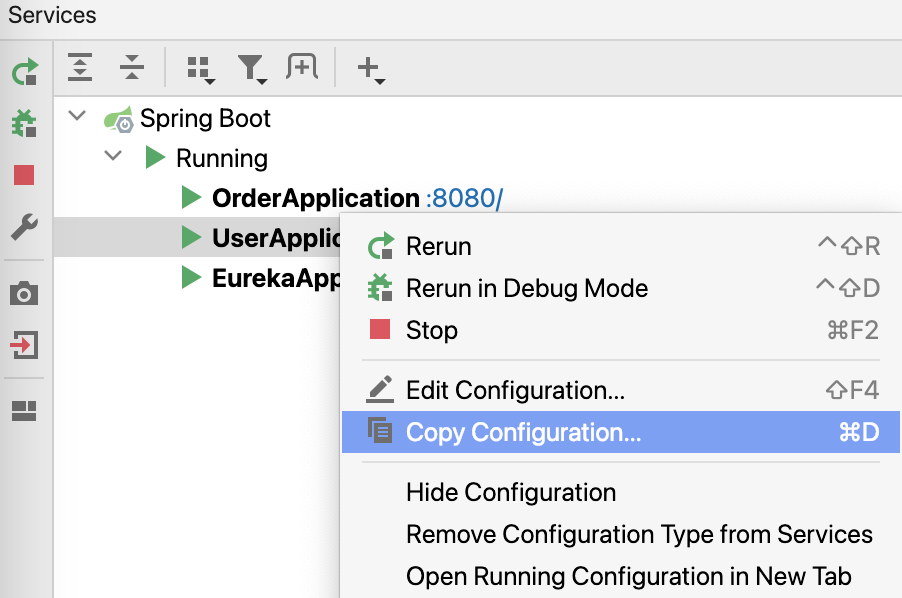 Services
Spring Boot
Running
OrderApplication :8080/
UserApplic
EurekaApp
Rerun ^⇧R
Rerun in Debug Mode ^⇧D
Stop ⌘F2
Edit Configuration... ⇧F4
Copy Configuration... ⌘D
Hide Configuration
Remove Configuration Type from Services
Open Running Configuration in New Tab